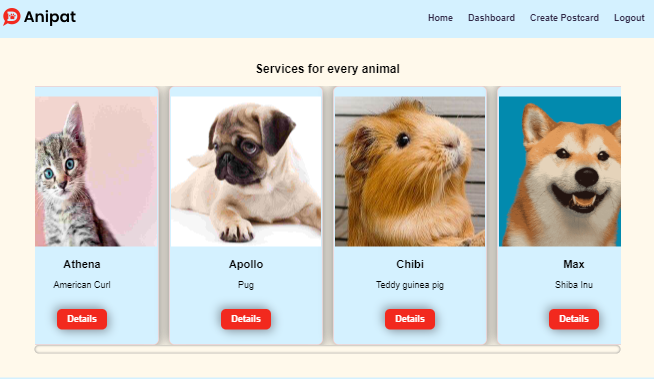 Anipat
Home Dashboard Create Postcard Logout
Services for every animal
Athena
American Curl
Details
Apollo
Pug
Details
Chibi
Teddy guinea pig
Details
Max
Shiba Inu
Details